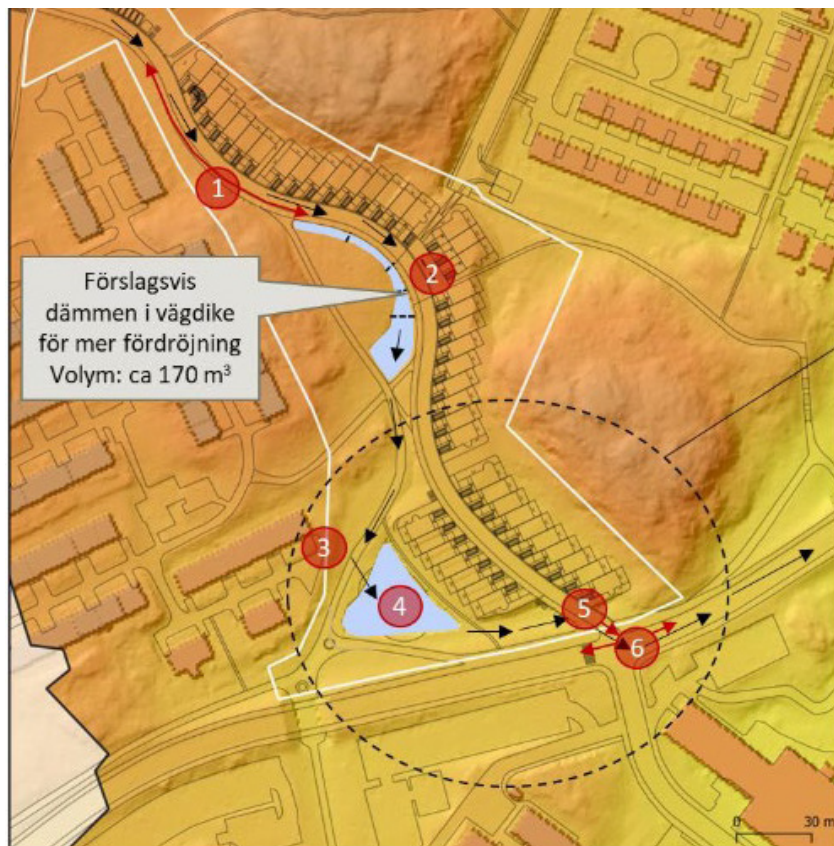 1
2
Förslagsvis
dämmen i vägdike
för mer fördröjning
Volym: ca 170 m³
3
4
5
6
0 30 m